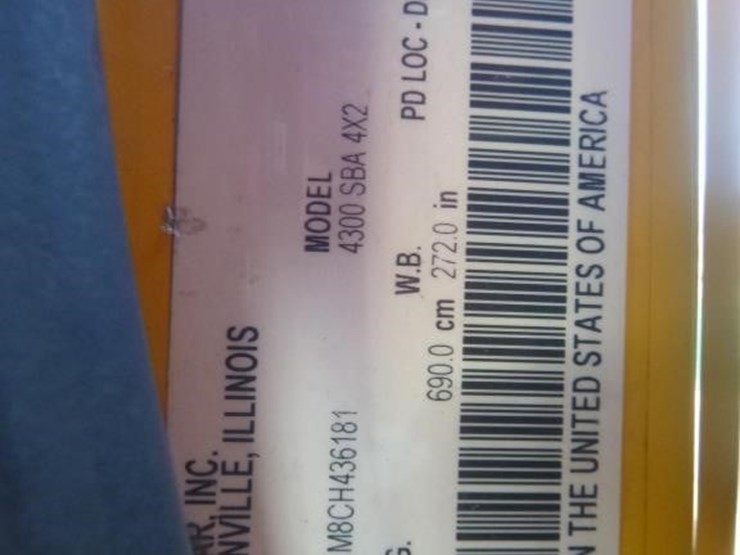 AR, INC.
NVILLE, ILLINOIS
MODEL
M8CH436181 4300 SBA 4X2
G. W.B. PD LOC - D
690.0 cm 272.0 in
N THE UNITED STATES OF AMERICA